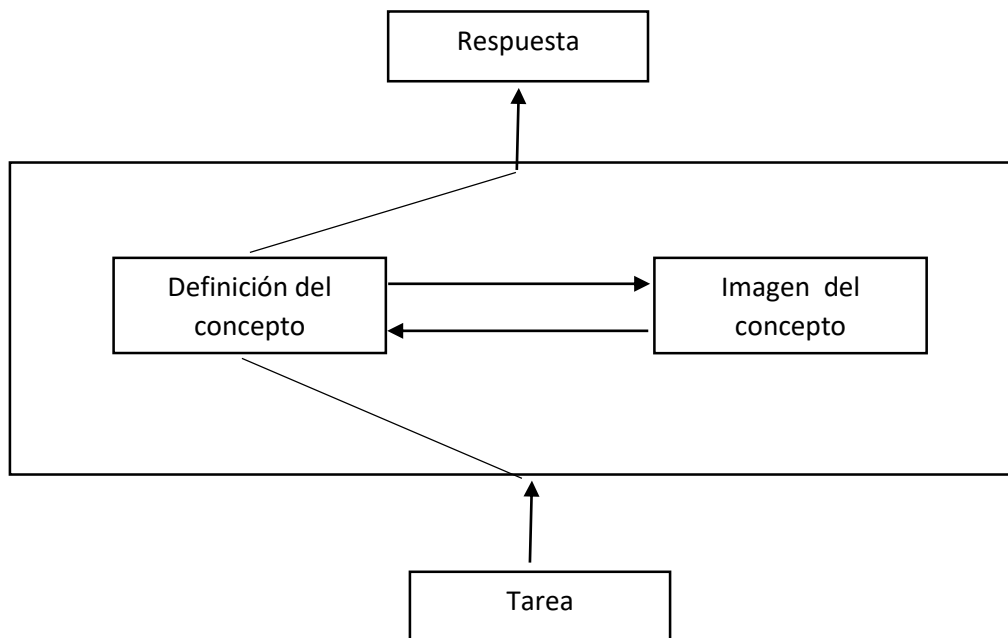 Respuesta
Definición del
concepto
Imagen  del
concepto
Tarea